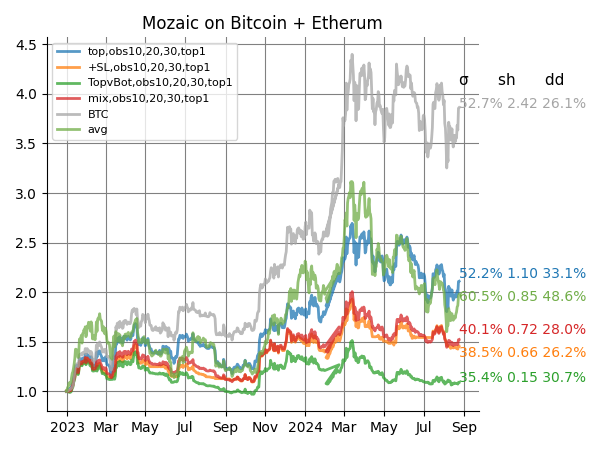 Mozaic on Bitcoin + Etherum
4.5
4.0
3.5
3.0
2.5
2.0
1.5
1.0
top,obs10,20,30,top1
+SL,obs10,20,30,top1
TopvBot,obs10,20,30,top1
mix,obs10,20,30,top1
BTC
avg
σ sh dd
52.7% 2.42 26.1%
52.2% 1.10 33.1%
60.5% 0.85 48.6%
40.1% 0.72 28.0%
38.5% 0.66 26.2%
35.4% 0.15 30.7%
2023 Mar May Jul Sep Nov 2024 Mar May Jul Sep